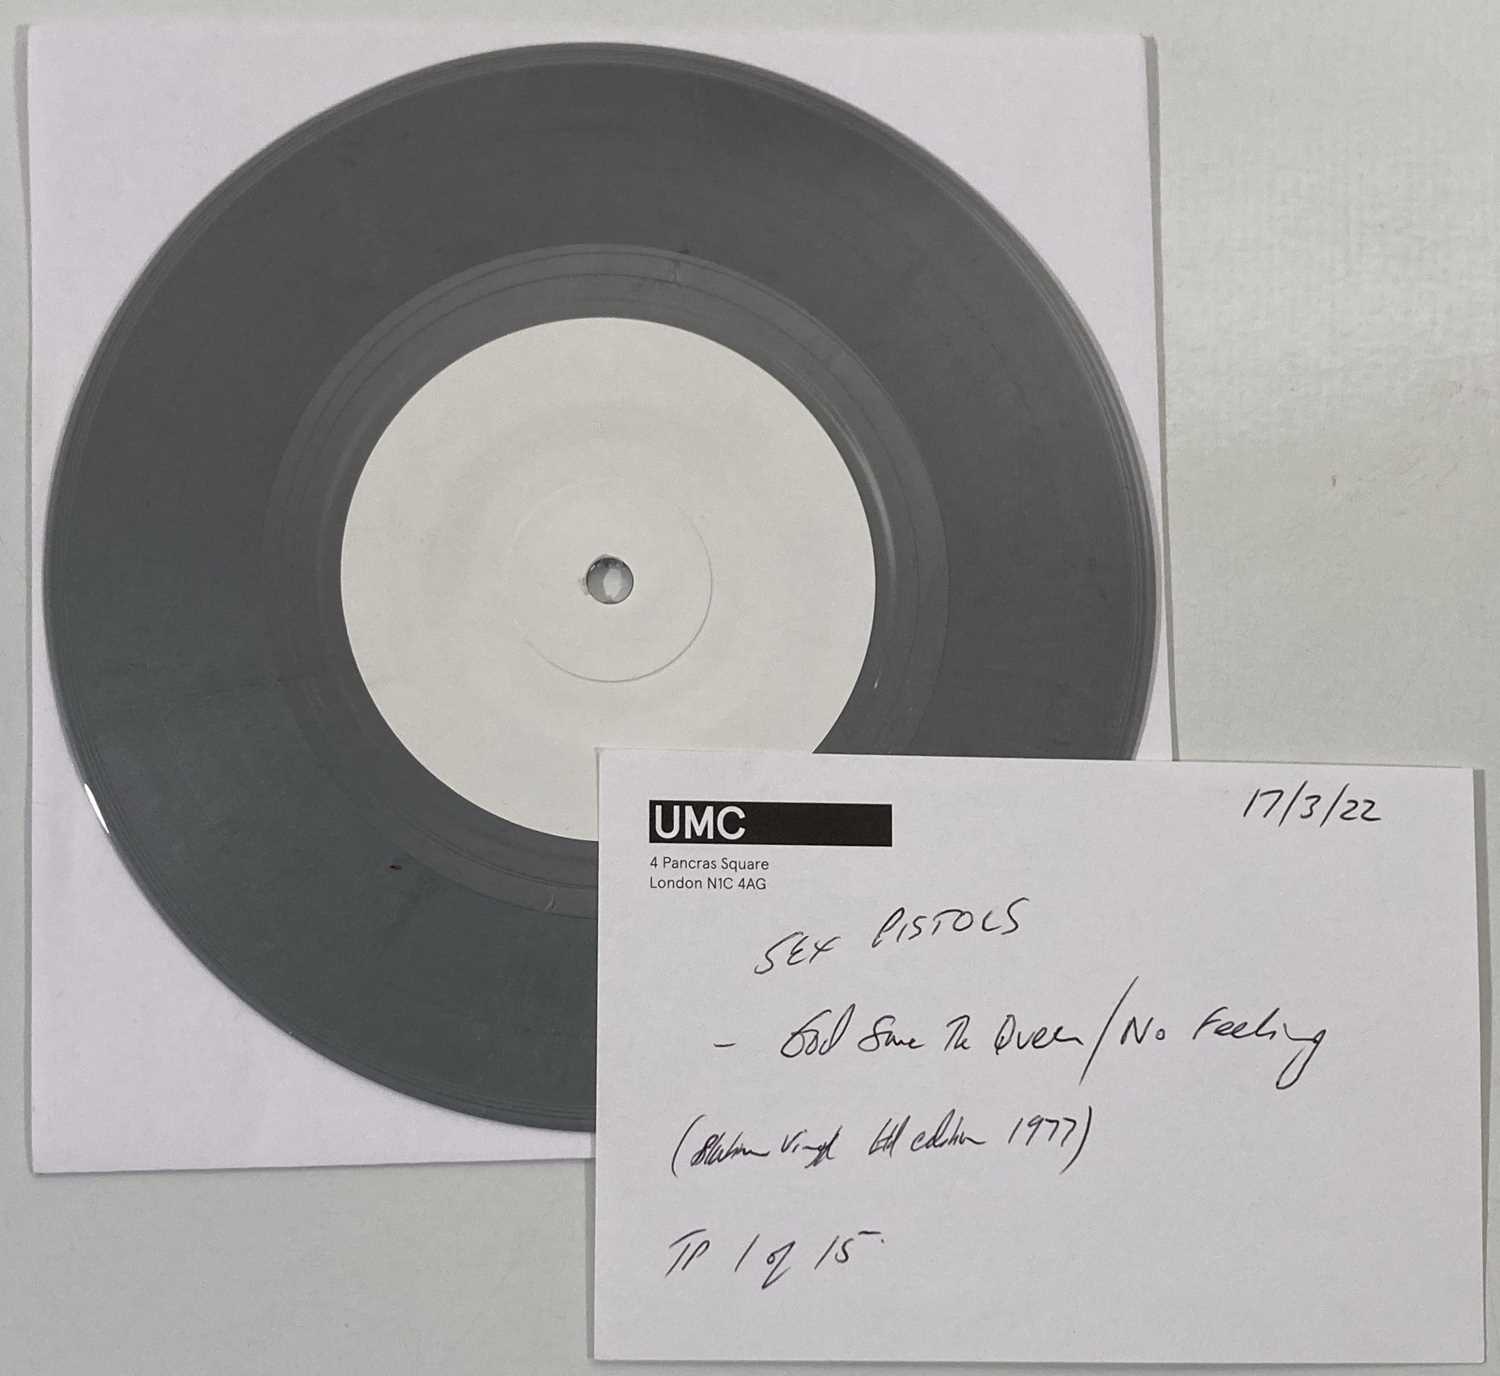 UMC
4 Pancras Square
London N1C 4AG
17/3/22
SEX PISTOLS
- God Save The Queen/No Feeling
(Platinum Vinyl Ltd edition 1977)
TP 1 of 15